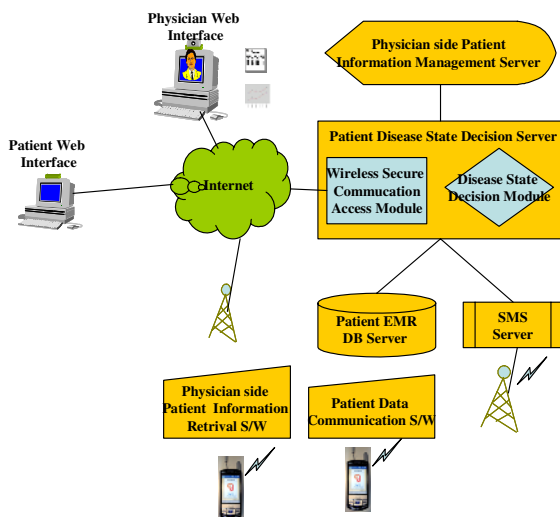 Physician Web
Interface
Physician side Patient
Information Management Server
Patient Disease State Decision Server
Patient Web
Interface
Internet
Wireless Secure
Commucation
Access Module
Disease State
Decision Module
Patient EMR
DB Server
SMS
Server
Physician side
Patient Information
Retrival S/W
Patient Data
Communication S/W